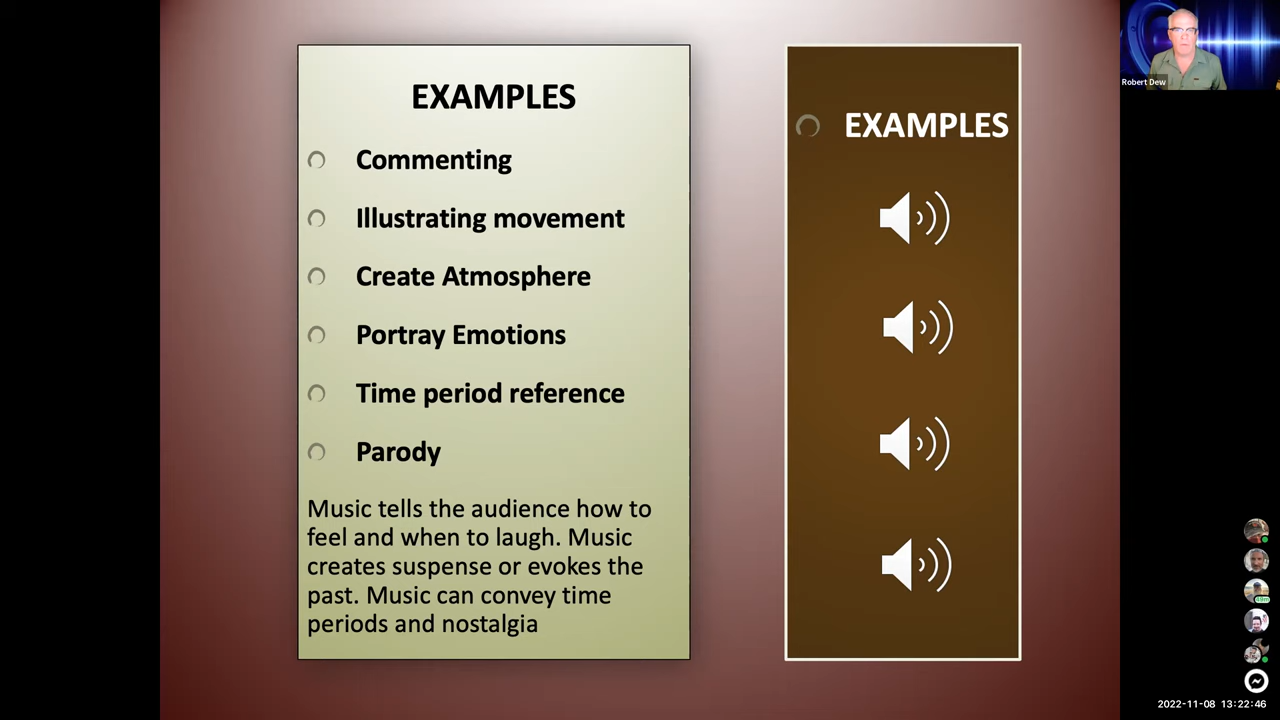 EXAMPLES
Commenting
Illustrating movement
Create Atmosphere
Portray Emotions
Time period reference
Parody
Music tells the audience how to
feel and when to laugh. Music
creates suspense or evokes the
past. Music can convey time
periods and nostalgia
EXAMPLES
Robert Dew
2022-11-08 13:22:46